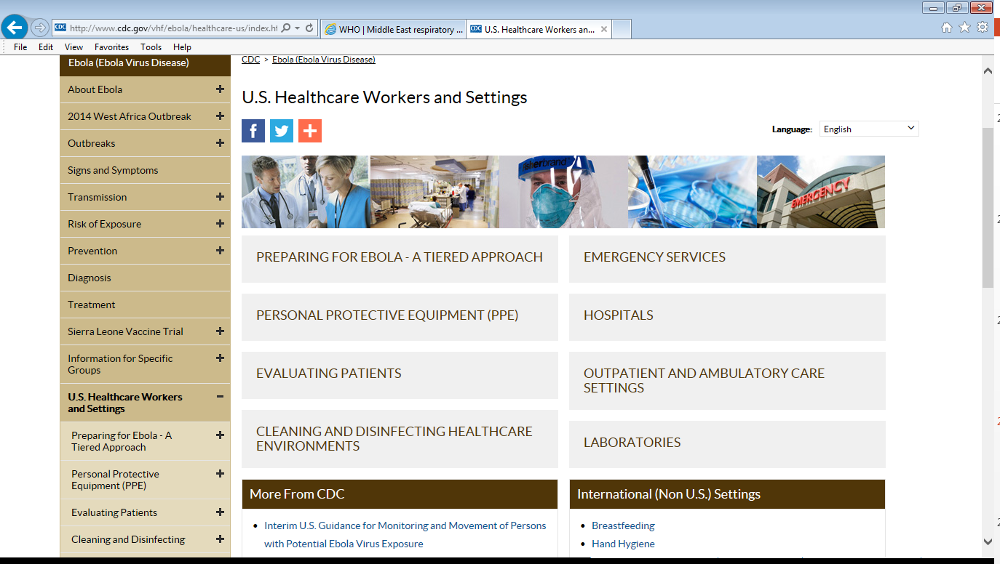 http://www.cdc.gov/vhf/ebola/healthcare-us/index.ht
WHO | Middle East respiratory ...
CDC U.S. Healthcare Workers an...
File Edit View Favorites Tools Help
Ebola (Ebola Virus Disease)
About Ebola
2014 West Africa Outbreak
Outbreaks
Signs and Symptoms
Transmission
Risk of Exposure
Prevention
Diagnosis
Treatment
Sierra Leone Vaccine Trial
Information for Specific
Groups
U.S. Healthcare Workers
and Settings
Preparing for Ebola - A
Tiered Approach
Personal Protective
Equipment (PPE)
Evaluating Patients
Cleaning and Disinfecting
CDC > Ebola (Ebola Virus Disease)
U.S. Healthcare Workers and Settings
Language: English
fisherbrand
EMERGENCY
PREPARING FOR EBOLA - A TIERED APPROACH
PERSONAL PROTECTIVE EQUIPMENT (PPE)
EVALUATING PATIENTS
CLEANING AND DISINFECTING HEALTHCARE
ENVIRONMENTS
EMERGENCY SERVICES
HOSPITALS
OUTPATIENT AND AMBULATORY CARE
SETTINGS
LABORATORIES
More From CDC
Interim U.S. Guidance for Monitoring and Movement of Persons
with Potential Ebola Virus Exposure
International (Non U.S.) Settings
Breastfeeding
Hand Hygiene